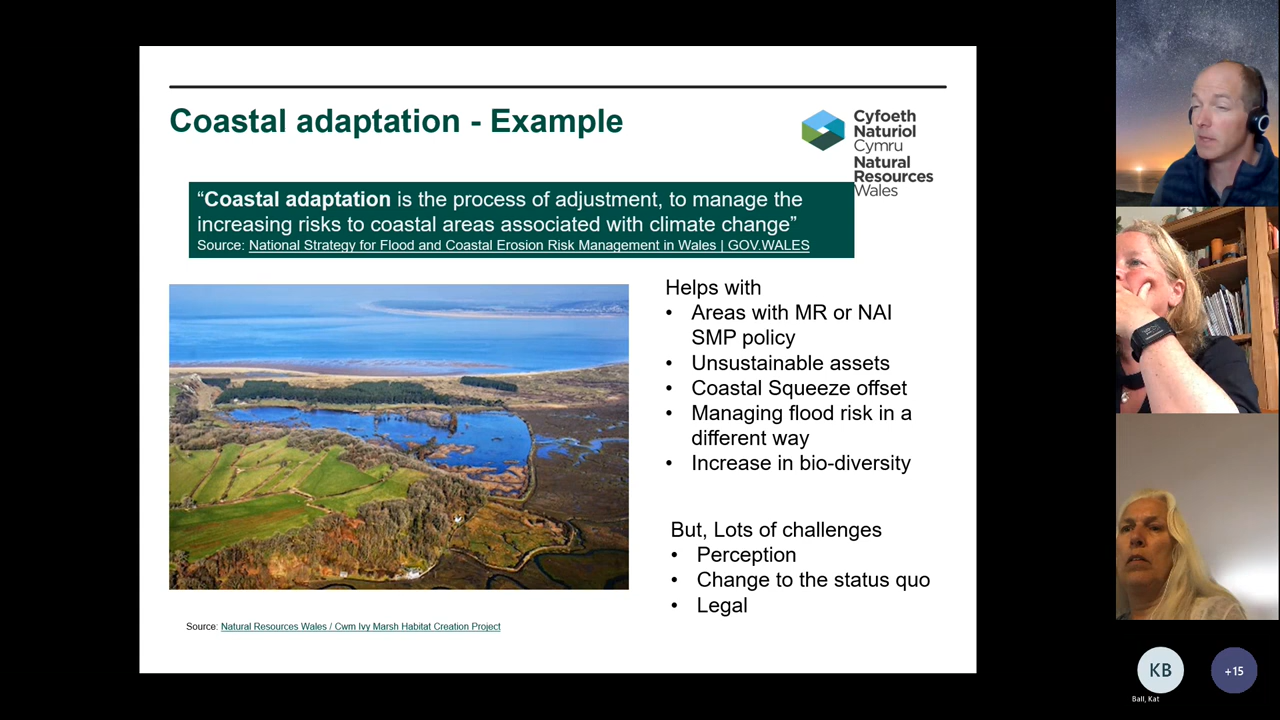 Coastal adaptation - Example
Cyfoeth
Naturiol
Cymru
Natural
Resources
Wales
“Coastal adaptation is the process of adjustment, to manage the
increasing risks to coastal areas associated with climate change”
Source: National Strategy for Flood and Coastal Erosion Risk Management in Wales | GOV.WALES
Helps with
• Areas with MR or NAI
SMP policy
• Unsustainable assets
• Coastal Squeeze offset
• Managing flood risk in a
different way
• Increase in bio-diversity
But, Lots of challenges
• Perception
• Change to the status quo
• Legal
Source: Natural Resources Wales / Cwm Ivy Marsh Habitat Creation Project
KB
+15
Ball, Kat